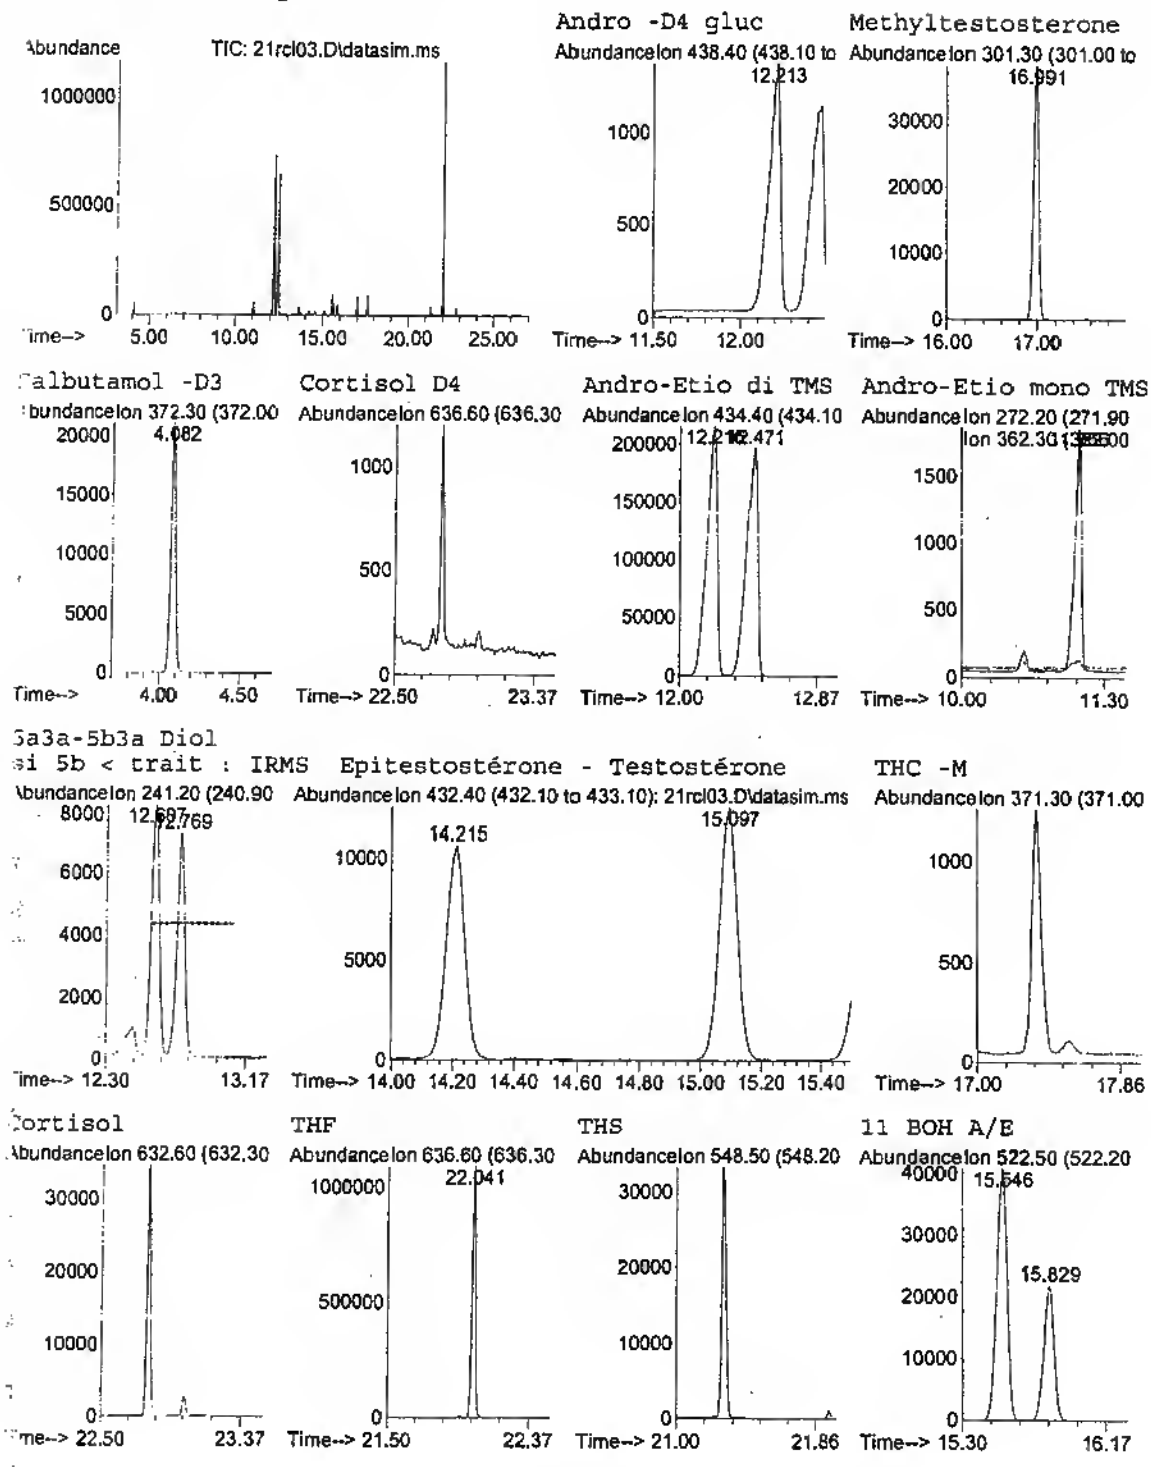 Andro -D4 gluc Methyltestosterone
Abundance TIC: 21rcl03.D\datasim.ms Abundance Ion 438.40 (438.10 to Abundance Ion 301.30 (301.00 to
12.213 16.991
1000000 1000 30000
20000
500000 500 10000
0 0 0
Time--> 5.00 10.00 15.00 20.00 25.00 Time--> 11.50 12.00 Time--> 16.00 17.00
albutamol -D3 Cortisol D4 Andro-Etio di TMS Andro-Etio mono TMS
bundance Ion 372.30 (372.00 Abundance Ion 636.60 (636.30 Abundance Ion 434.40 (434.10 Abundance Ion 272.20 (271.90
Ion 362.30
20000 4.082 1000 200000 12.471 1500
15000 150000
10000 500 100000 1000
5000 50000 500
0 0 0 0
Time--> 4.00 4.50 Time--> 22.50 23.37 Time--> 12.00 12.87 Time--> 10.00 11.30
5a3a-5b3a Diol
si 5b < trait : IRMS Epitestostérone - Testostérone THC -M
Abundance Ion 241.20 (240.90 Abundance Ion 432.40 (432.10 to 433.10): 21rcl03.D\datasim.ms Abundance Ion 371.30 (371.00
8000 12.697 12.769 14.215 15.097
6000 10000 1000
4000 5000 500
2000
0 0 0
Time--> 12.30 13.17 Time--> 14.00 14.20 14.40 14.60 14.80 15.00 15.20 15.40 Time--> 17.00 17.86
Cortisol THF THS 11 BOH A/E
Abundance Ion 632.60 (632.30 Abundance Ion 636.60 (636.30 Abundance Ion 548.50 (548.20 Abundance Ion 522.50 (522.20
30000 1000000 22.041 30000 40000 15.546
30000
20000 500000 20000 20000 15.829
10000 10000 10000
0 0 0 0
Time--> 22.50 23.37 Time--> 21.50 22.37 Time--> 21.00 21.86 Time--> 15.30 16.17